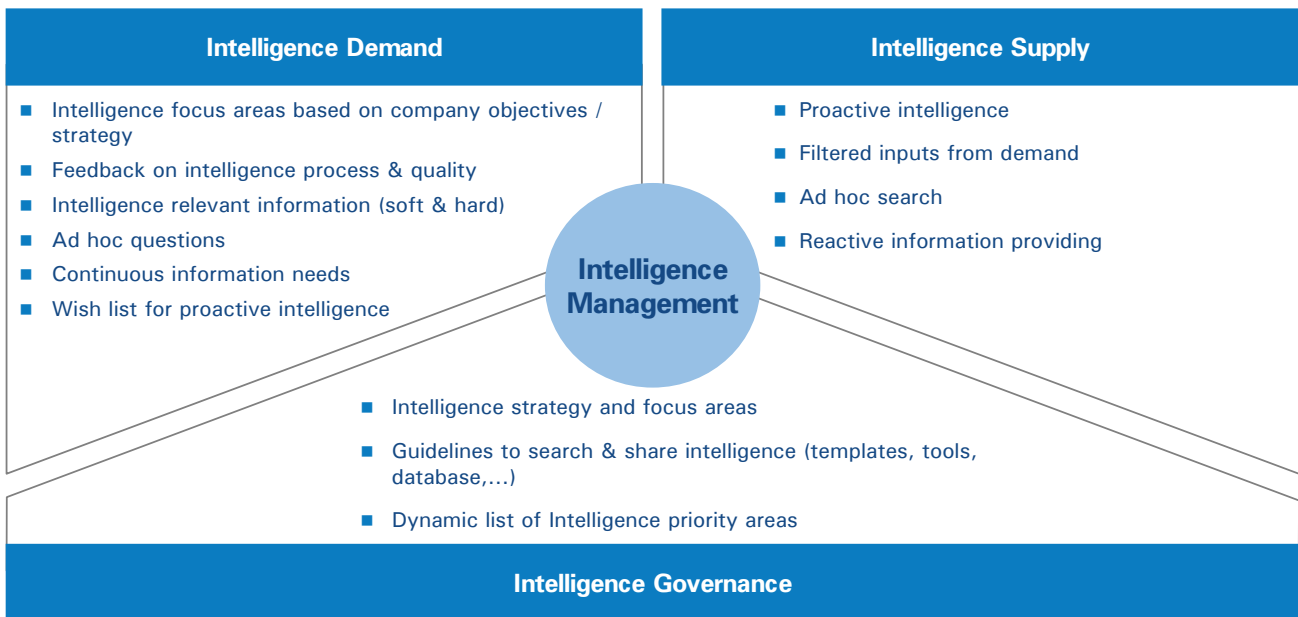 Intelligence Demand
Intelligence focus areas based on company objectives /
strategy
Feedback on intelligence process & quality
Intelligence relevant information (soft & hard)
Ad hoc questions
Continuous information needs
Wish list for proactive intelligence
Intelligence Supply
Proactive intelligence
Filtered inputs from demand
Ad hoc search
Reactive information providing
Intelligence
Management
Intelligence strategy and focus areas
Guidelines to search & share intelligence (templates, tools,
database,...)
Dynamic list of Intelligence priority areas
Intelligence Governance